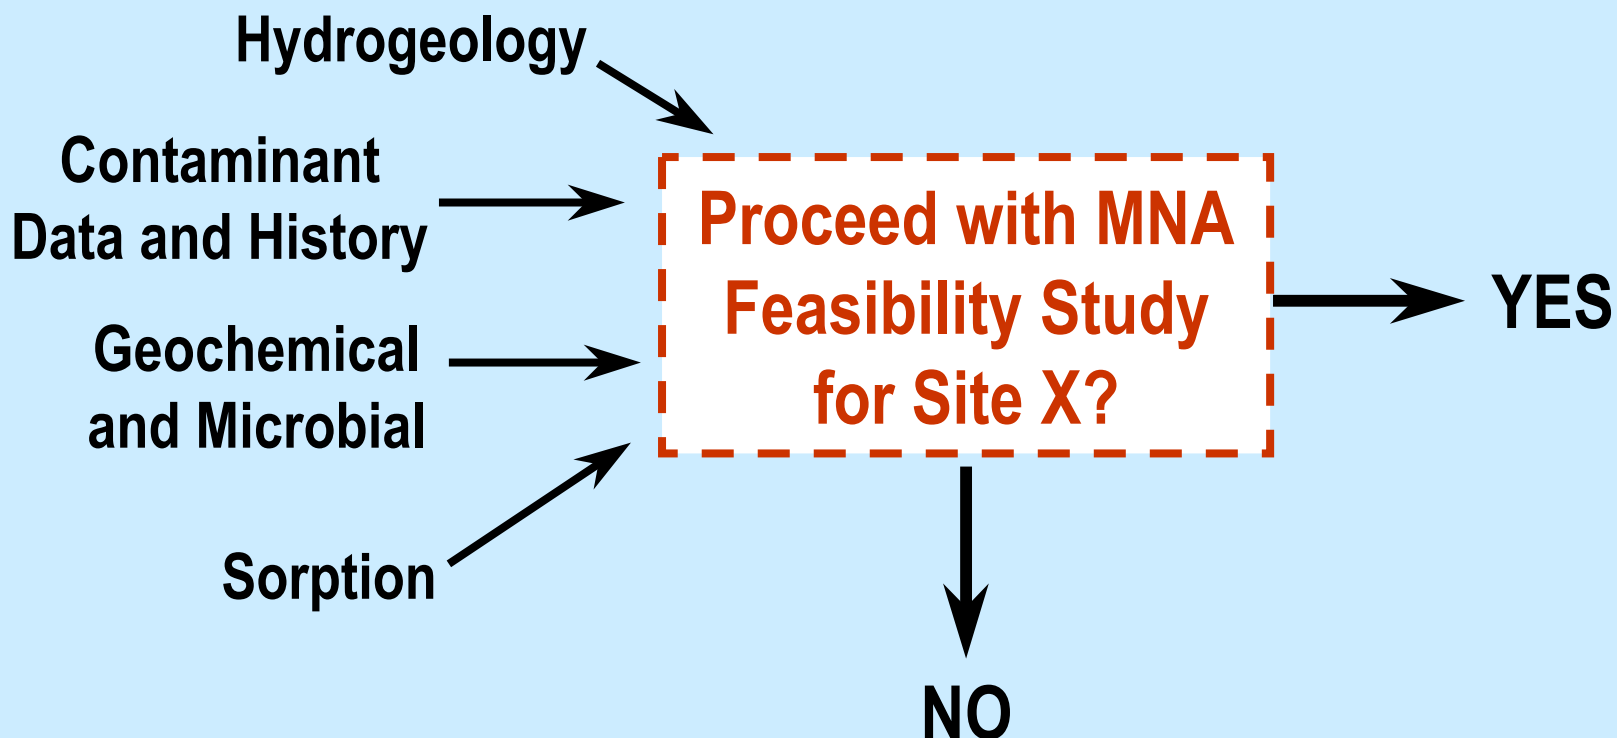 Hydrogeology
Contaminant
Data and History
Geochemical
and Microbial
Sorption
Proceed with MNA
Feasibility Study
for Site X?
YES
NO